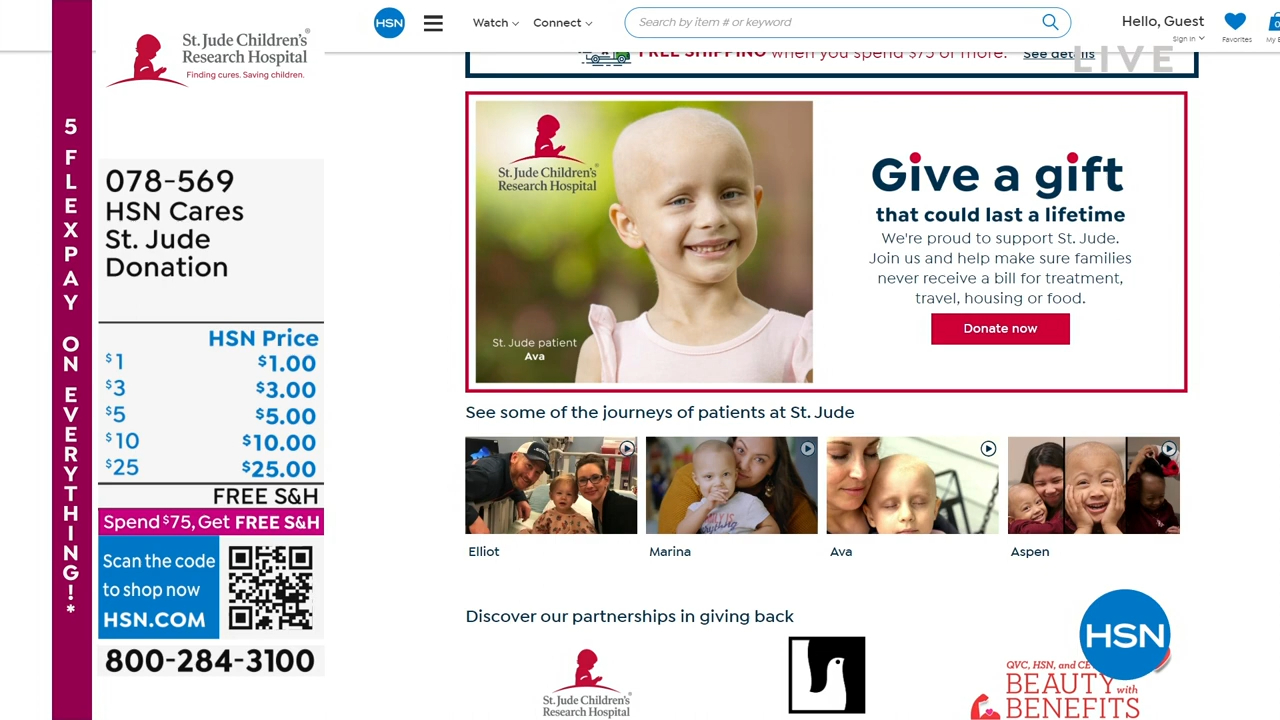 5 FLEXPAY ON EVERYTHING!*
St. Jude Children's
Research Hospital
Finding cures. Saving children.
078-569
HSN Cares
St. Jude
Donation
HSN Price
$1 $1.00
$3 $3.00
$5 $5.00
$10 $10.00
$25 $25.00
FREE S&H
Spend $75, Get FREE S&H
Scan the code
to shop now
HSN.COM
800-284-3100
HSN
Watch
Connect
Search by item # or keyword
Hello, Guest
Sign In
Favorites
0
My B
FREE SHIPPING when you spend $75 or more. See details
LIVE
St. Jude Children's
Research Hospital
St. Jude patient
Ava
Give a gift
that could last a lifetime
We're proud to support St. Jude.
Join us and help make sure families
never receive a bill for treatment,
travel, housing or food.
Donate now
See some of the journeys of patients at St. Jude
Elliot
Marina
Ava
Aspen
Discover our partnerships in giving back
St. Jude Children's
Research Hospital
HSN
QVC, HSN, and CE
BEAUTY with
BENEFITS